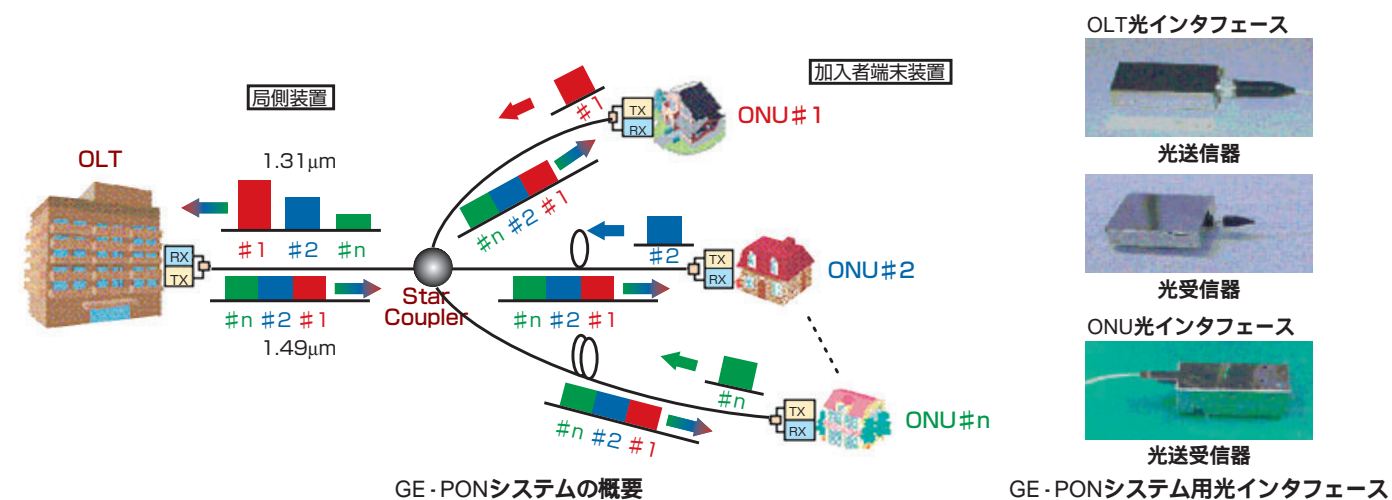 OLT光インタフェース
加入者端末装置
局側装置
#1
TX
RX
ONU#1
光送信器
OLT
1.31μm
#n #2 #1
#1 #2 #n
#2
RX
TX
TX
RX
ONU#2
Star
Coupler
#n #2 #1
#n #2 #1
1.49μm
光受信器
ONU光インタフェース
#n
TX
RX
ONU#n
#n #2 #1
光送受信器
GE-PONシステムの概要
GE-PONシステム用光インタフェース